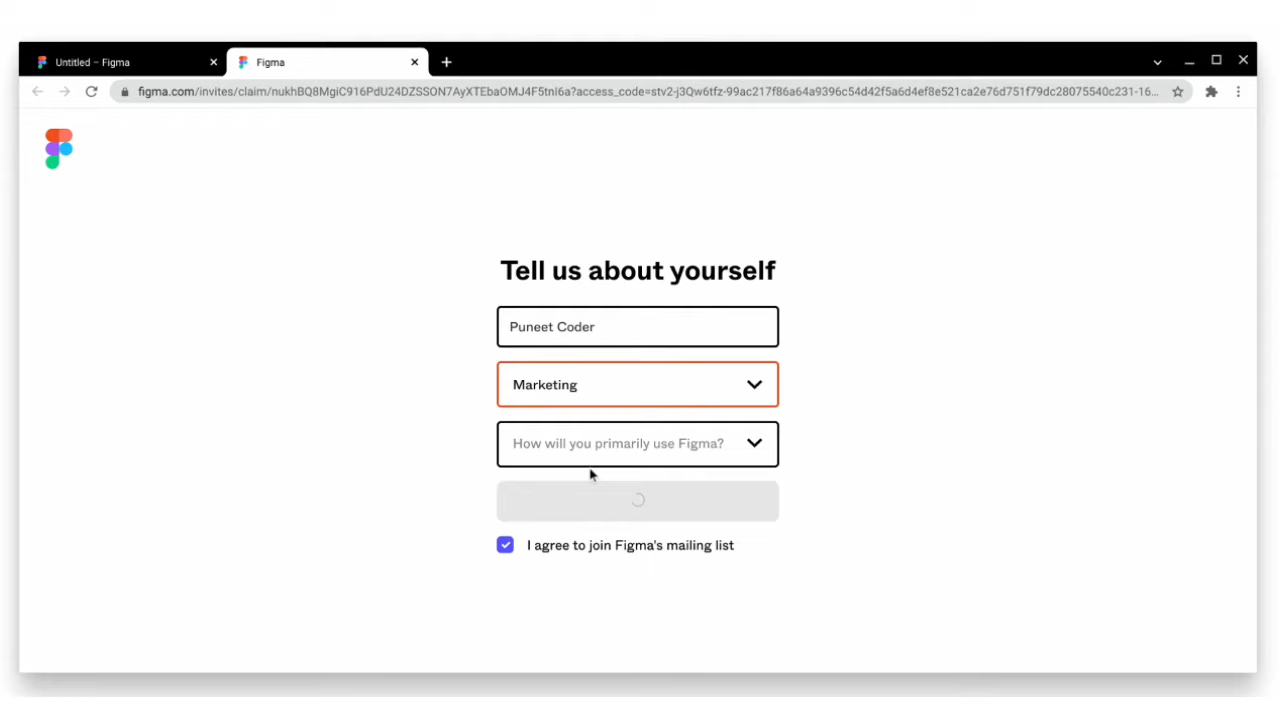 Untitled – Figma
Figma
figma.com/invites/claim/nukhBQ8MgiC916PdU24DZSSON7AyXTEbaOMJ4F5tnI6a?access_code=stv2-j3Qw6tfz-99ac217f86a64a9396c54d42f5a6d4ef8e521ca2e76d751f79dc28075540c231-16...
Tell us about yourself
Puneet Coder
Marketing
How will you primarily use Figma?
I agree to join Figma's mailing list